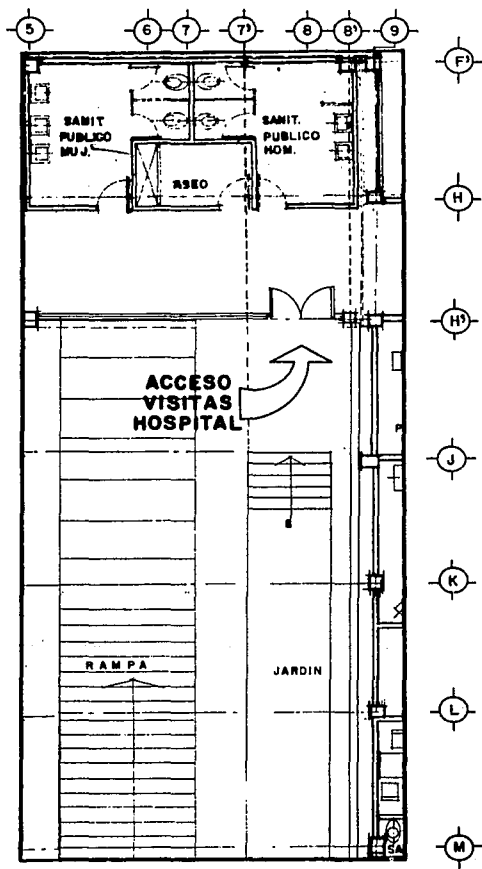 5 6 7 7' 8 8' 9
F'
SANIT
PUBLICO
MUJ.
SANIT.
PUBLICO
HOM.
ASEO
H
H'
ACCESO
VISITAS
HOSPITAL
P
J
S
K
RAMPA
JARDIN
L
SA
M